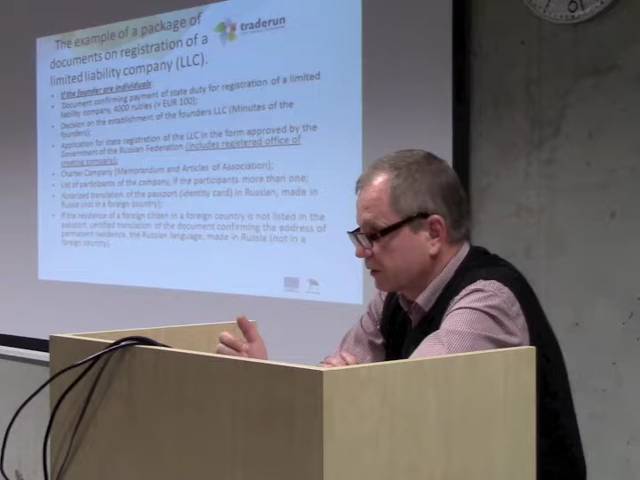 The example of a package of
documents on registration of a
limited liability company (LLC).
traderun
If the founder are individuals
• Document confirming payment of state duty for registration of a limited
liability company, 4000 rubles (≈ EUR 100);
• Decision on the establishment of the founders LLC (Minutes of the
founders);
• Application for state registration of the LLC in the form approved by the
Government of the Russian Federation (includes registered office of
creating company);
• Charter Company (Memorandum and Articles of Association);
• List of participants of the company, if the participants more than one;
• Notarized translation of the passport (identity card) in Russian, made in
Russia (not in a foreign country);
• If the residence of a foreign citizen in a foreign country is not listed in the
passport, certified translation of the document confirming the address of
permanent residence, the Russian language, made in Russia (not in a
foreign country).